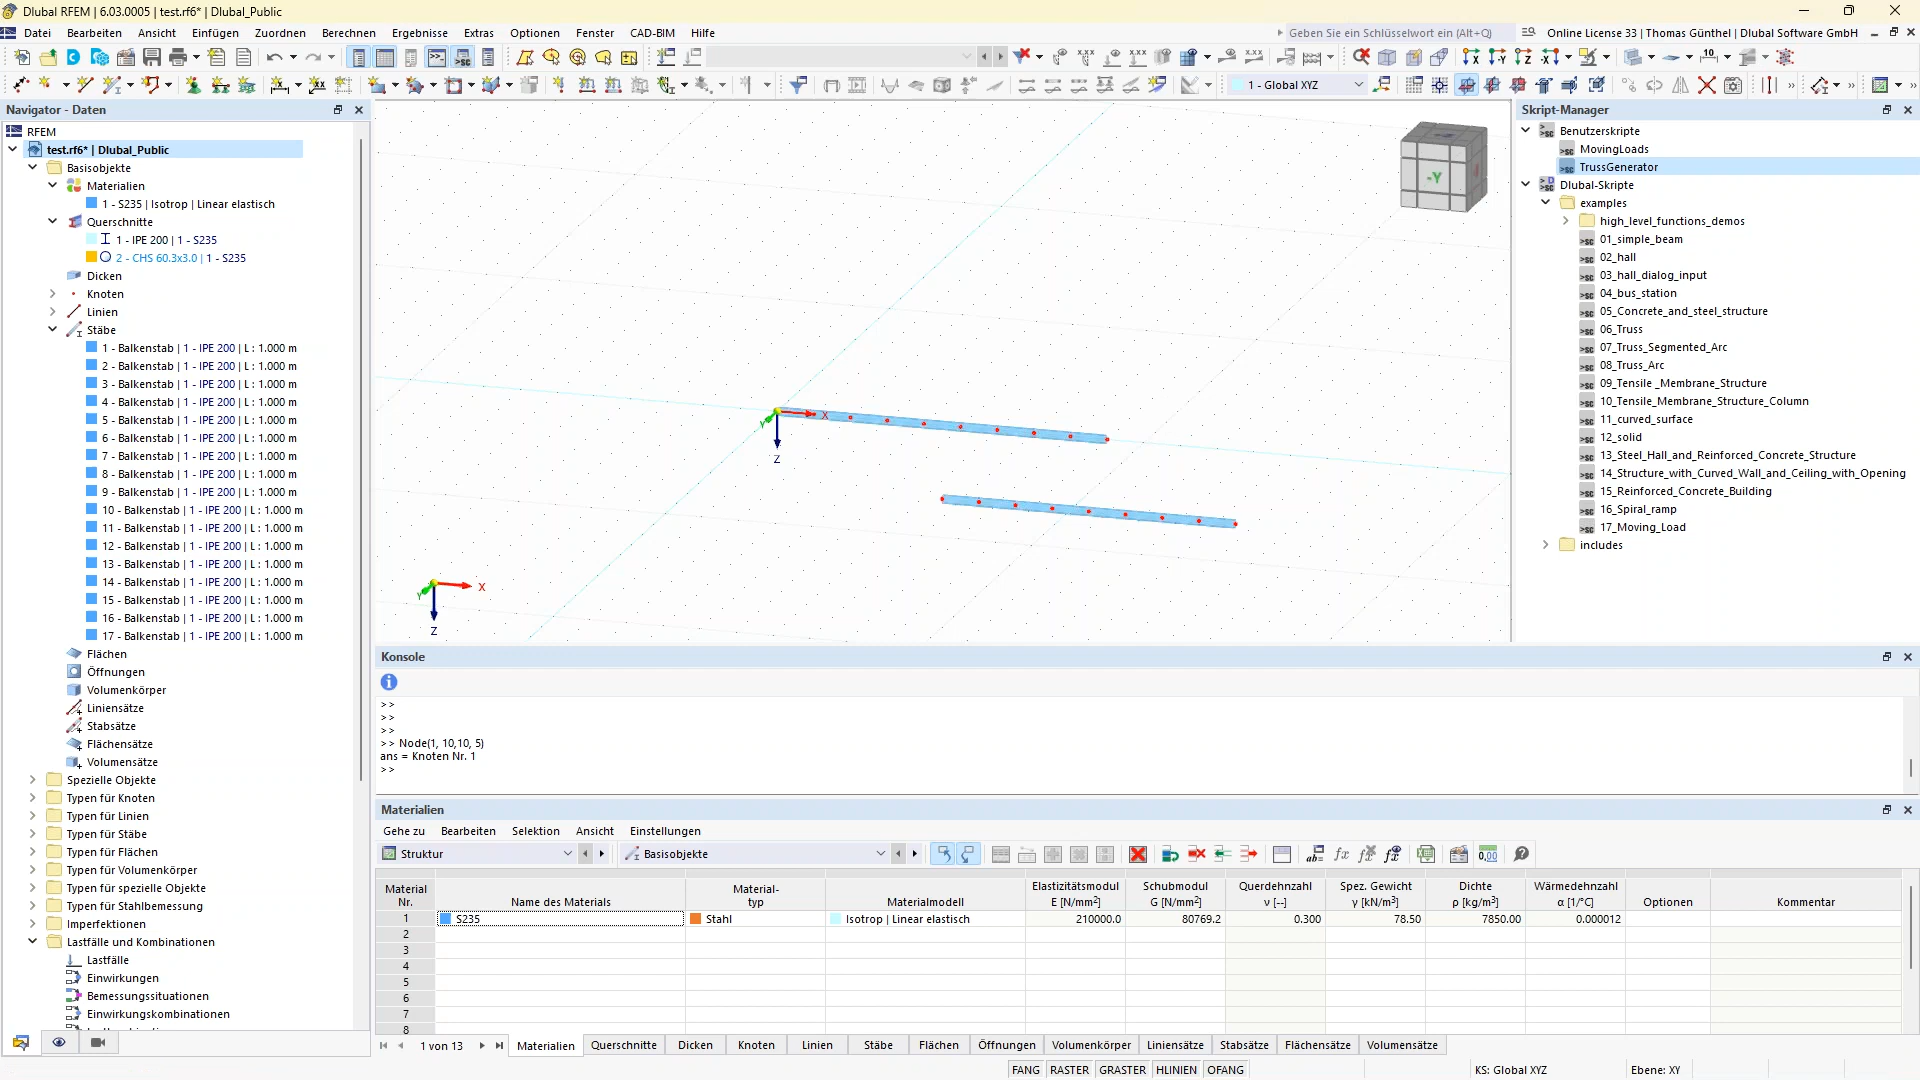 Dlubal RFEM | 6.03.0005 | test.rf6* | Dlubal_Public
Datei Bearbeiten Ansicht Einfügen Zuordnen Berechnen Ergebnisse Extras Optionen Fenster CAD-BIM Hilfe
Geben Sie ein Schlüsselwort ein (Alt+Q)
Online License 33 | Thomas Günthel | Dlubal Software GmbH
1 - Global XYZ
Navigator - Daten
RFEM
test.rf6* | Dlubal_Public
Basisobjekte
Materialien
1 - S235 | Isotrop | Linear elastisch
Querschnitte
1 - IPE 200 | 1 - S235
2 - CHS 60.3x3.0 | 1 - S235
Dicken
Knoten
Linien
Stäbe
1 - Balkenstab | 1 - IPE 200 | L : 1.000 m
2 - Balkenstab | 1 - IPE 200 | L : 1.000 m
3 - Balkenstab | 1 - IPE 200 | L : 1.000 m
4 - Balkenstab | 1 - IPE 200 | L : 1.000 m
5 - Balkenstab | 1 - IPE 200 | L : 1.000 m
6 - Balkenstab | 1 - IPE 200 | L : 1.000 m
7 - Balkenstab | 1 - IPE 200 | L : 1.000 m
8 - Balkenstab | 1 - IPE 200 | L : 1.000 m
9 - Balkenstab | 1 - IPE 200 | L : 1.000 m
10 - Balkenstab | 1 - IPE 200 | L : 1.000 m
11 - Balkenstab | 1 - IPE 200 | L : 1.000 m
12 - Balkenstab | 1 - IPE 200 | L : 1.000 m
13 - Balkenstab | 1 - IPE 200 | L : 1.000 m
14 - Balkenstab | 1 - IPE 200 | L : 1.000 m
15 - Balkenstab | 1 - IPE 200 | L : 1.000 m
16 - Balkenstab | 1 - IPE 200 | L : 1.000 m
17 - Balkenstab | 1 - IPE 200 | L : 1.000 m
Flächen
Öffnungen
Volumenkörper
Liniensätze
Stabsätze
Flächensätze
Volumensätze
Spezielle Objekte
Typen für Knoten
Typen für Linien
Typen für Stäbe
Typen für Flächen
Typen für Volumenkörper
Typen für spezielle Objekte
Typen für Stahlbemessung
Imperfektionen
Lastfälle und Kombinationen
Lastfälle
Einwirkungen
Bemessungssituationen
Einwirkungskombinationen
-Y
X
Y
Z
X
Y
Z
Skript-Manager
Benutzerskripte
MovingLoads
TrussGenerator
Dlubal-Skripte
examples
high_level_functions_demos
01_simple_beam
02_hall
03_hall_dialog_input
04_bus_station
05_Concrete_and_steel_structure
06_Truss
07_Truss_Segmented_Arc
08_Truss_Arc
09_Tensile _Membrane_Structure
10_Tensile_Membrane_Structure_Column
11_curved_surface
12_solid
13_Steel_Hall_and_Reinforced_Concrete_Structure
14_Structure_with_Curved_Wall_and_Ceiling_with_Opening
15_Reinforced_Concrete_Building
16_Spiral_ramp
17_Moving_Load
includes
Konsole
>>
>>
>>
>> Node(1, 10,10, 5)
ans = Knoten Nr. 1
>>
Materialien
Gehe zu Bearbeiten Selektion Ansicht Einstellungen
Struktur Basisobjekte
Material Nr. Name des Materials Material-typ Materialmodell Elastizitätsmodul E [N/mm²] Schubmodul G [N/mm²] Querdehnzahl ν [--] Spez. Gewicht γ [kN/m³] Dichte ρ [kg/m³] Wärmedehnzahl α [1/°C] Optionen Kommentar
1 S235 Stahl Isotrop | Linear elastisch 210000.0 80769.2 0.300 78.50 7850.00 0.000012
2
3
4
5
6
7
8
1 von 13 Materialien Querschnitte Dicken Knoten Linien Stäbe Flächen Öffnungen Volumenkörper Liniensätze Stabsätze Flächensätze Volumensätze
FANG RASTER GRASTER HLINIEN OFANG KS: Global XYZ Ebene: XY